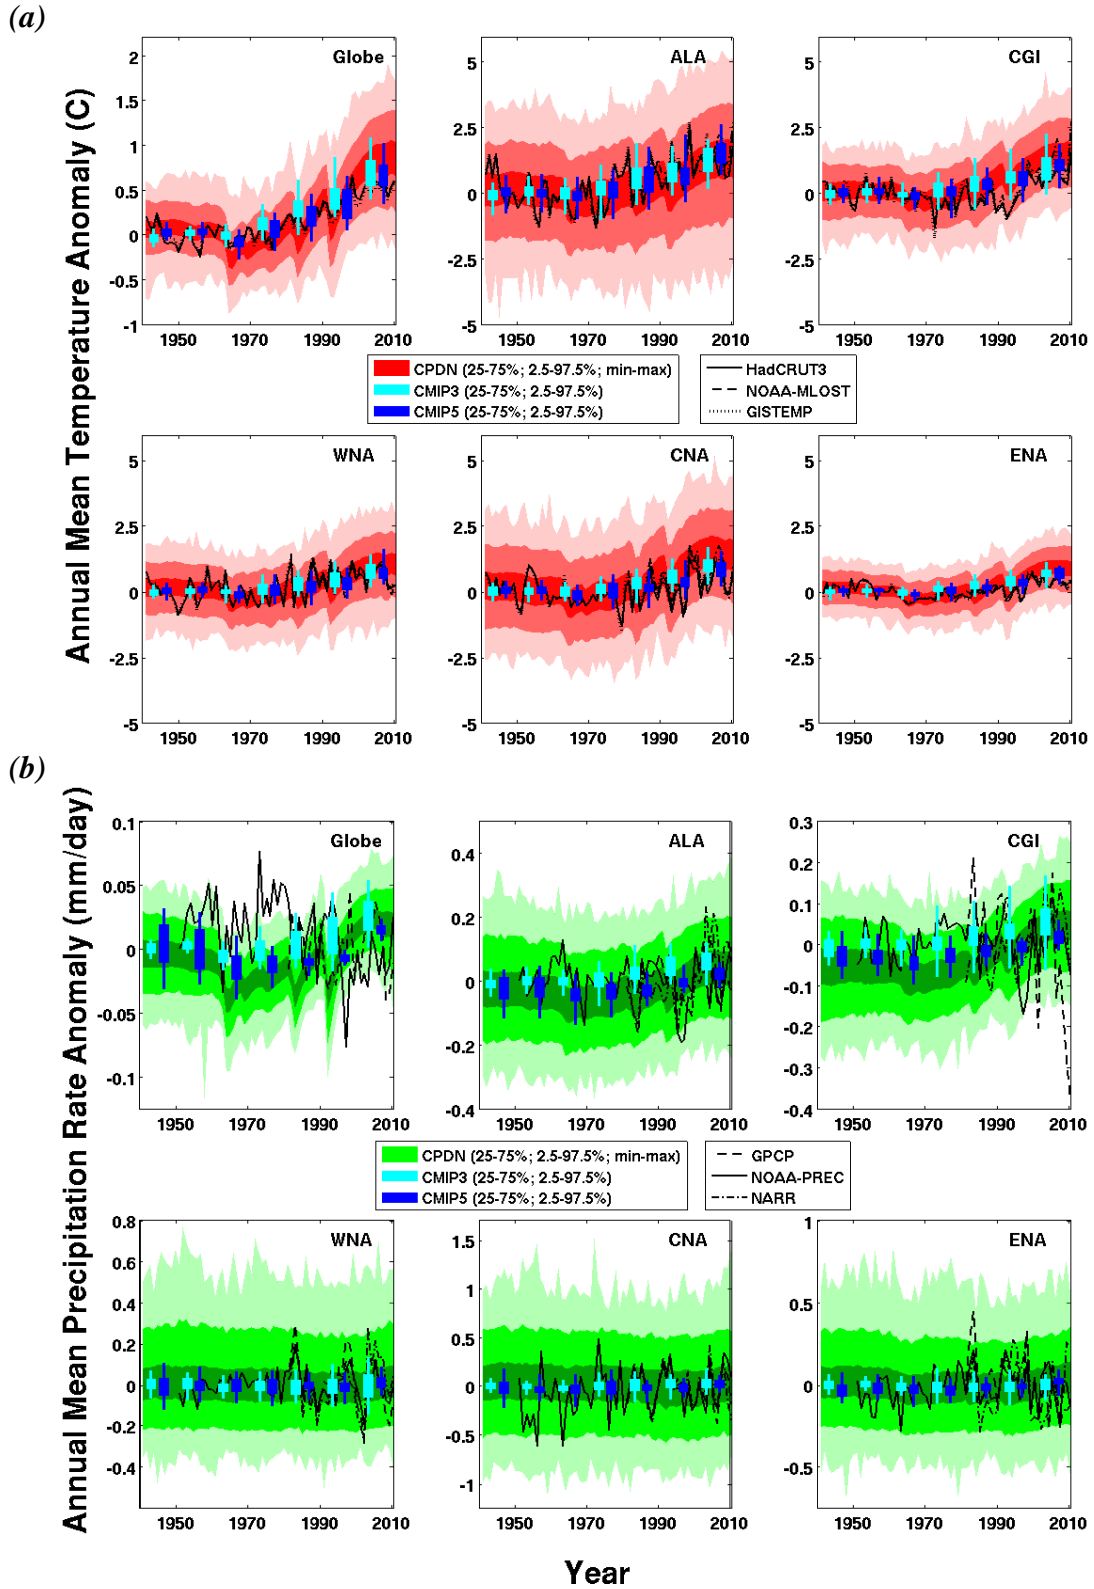 (a)
Annual Mean Temperature Anomaly (C)
Globe
2
1.5
1
0.5
0
-0.5
-1
1950 1970 1990 2010
ALA
5
2.5
0
-2.5
-5
1950 1970 1990 2010
CGI
5
2.5
0
-2.5
-5
1950 1970 1990 2010
CPDN (25-75%; 2.5-97.5%; min-max)
CMIP3 (25-75%; 2.5-97.5%)
CMIP5 (25-75%; 2.5-97.5%)
HadCRUT3
NOAA-MLOST
GISTEMP
WNA
5
2.5
0
-2.5
-5
1950 1970 1990 2010
CNA
5
2.5
0
-2.5
-5
1950 1970 1990 2010
ENA
5
2.5
0
-2.5
-5
1950 1970 1990 2010
(b)
Annual Mean Precipitation Rate Anomaly (mm/day)
Globe
0.1
0.05
0
-0.05
-0.1
1950 1970 1990 2010
ALA
0.4
0.2
0
-0.2
-0.4
1950 1970 1990 2010
CGI
0.3
0.2
0.1
0
-0.1
-0.2
-0.3
-0.4
1950 1970 1990 2010
CPDN (25-75%; 2.5-97.5%; min-max)
CMIP3 (25-75%; 2.5-97.5%)
CMIP5 (25-75%; 2.5-97.5%)
GPCP
NOAA-PREC
NARR
WNA
0.8
0.6
0.4
0.2
0
-0.2
-0.4
1950 1970 1990 2010
CNA
1.5
1
0.5
0
-0.5
-1
1950 1970 1990 2010
ENA
1
0.5
0
-0.5
1950 1970 1990 2010
Year